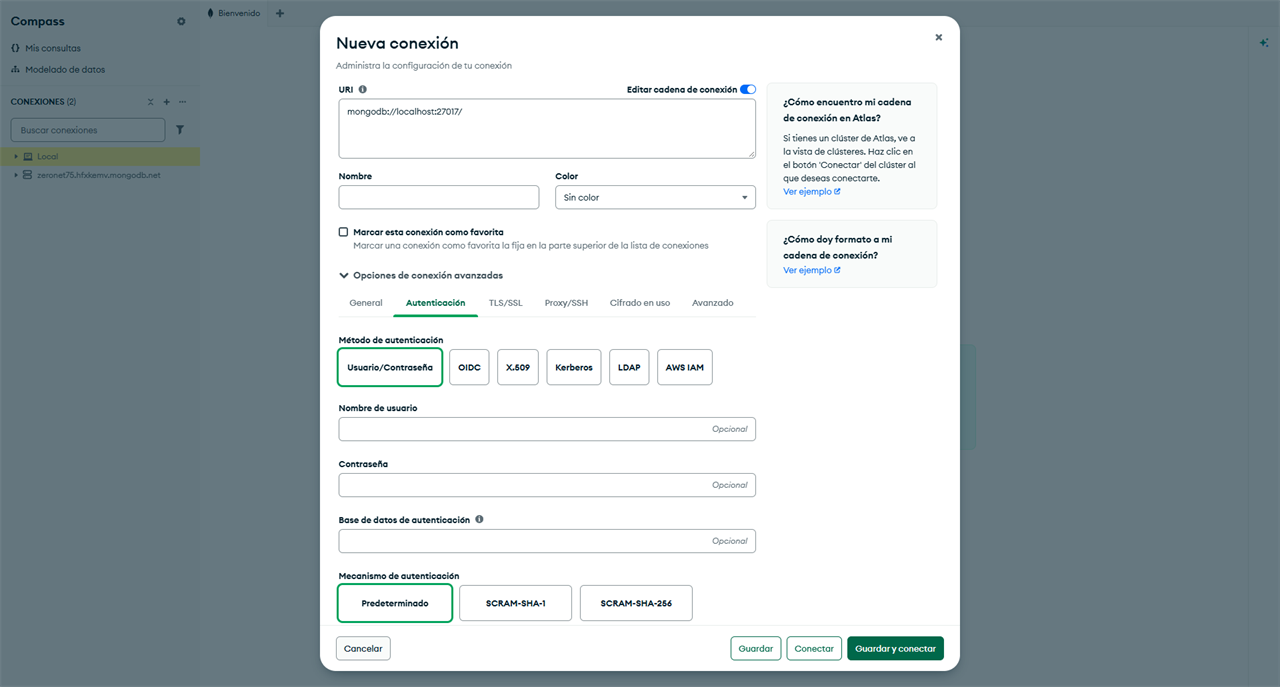 Compass
Bienvenido
Mis consultas
Modelado de datos
CONEXIONES (2)
Buscar conexiones
Local
zeronet75.hfxkemv.mongodb.net
Nueva conexión
Administra la configuración de tu conexión
URI
Editar cadena de conexión
mongodb://localhost:27017/
Nombre
Color
Sin color
Marcar esta conexión como favorita
Marcar una conexión como favorita la fija en la parte superior de la lista de conexiones
Opciones de conexión avanzadas
General
Autenticación
TLS/SSL
Proxy/SSH
Cifrado en uso
Avanzado
Método de autenticación
Usuario/Contraseña
OIDC
X.509
Kerberos
LDAP
AWS IAM
Nombre de usuario
Opcional
Contraseña
Opcional
Base de datos de autenticación
Opcional
Mecanismo de autenticación
Predeterminado
SCRAM-SHA-1
SCRAM-SHA-256
¿Cómo encuentro mi cadena
de conexión en Atlas?
Si tienes un clúster de Atlas, ve a
la vista de clústeres. Haz clic en
el botón 'Conectar' del clúster al
que deseas conectarte.
Ver ejemplo
¿Cómo doy formato a mi
cadena de conexión?
Ver ejemplo
Cancelar
Guardar
Conectar
Guardar y conectar